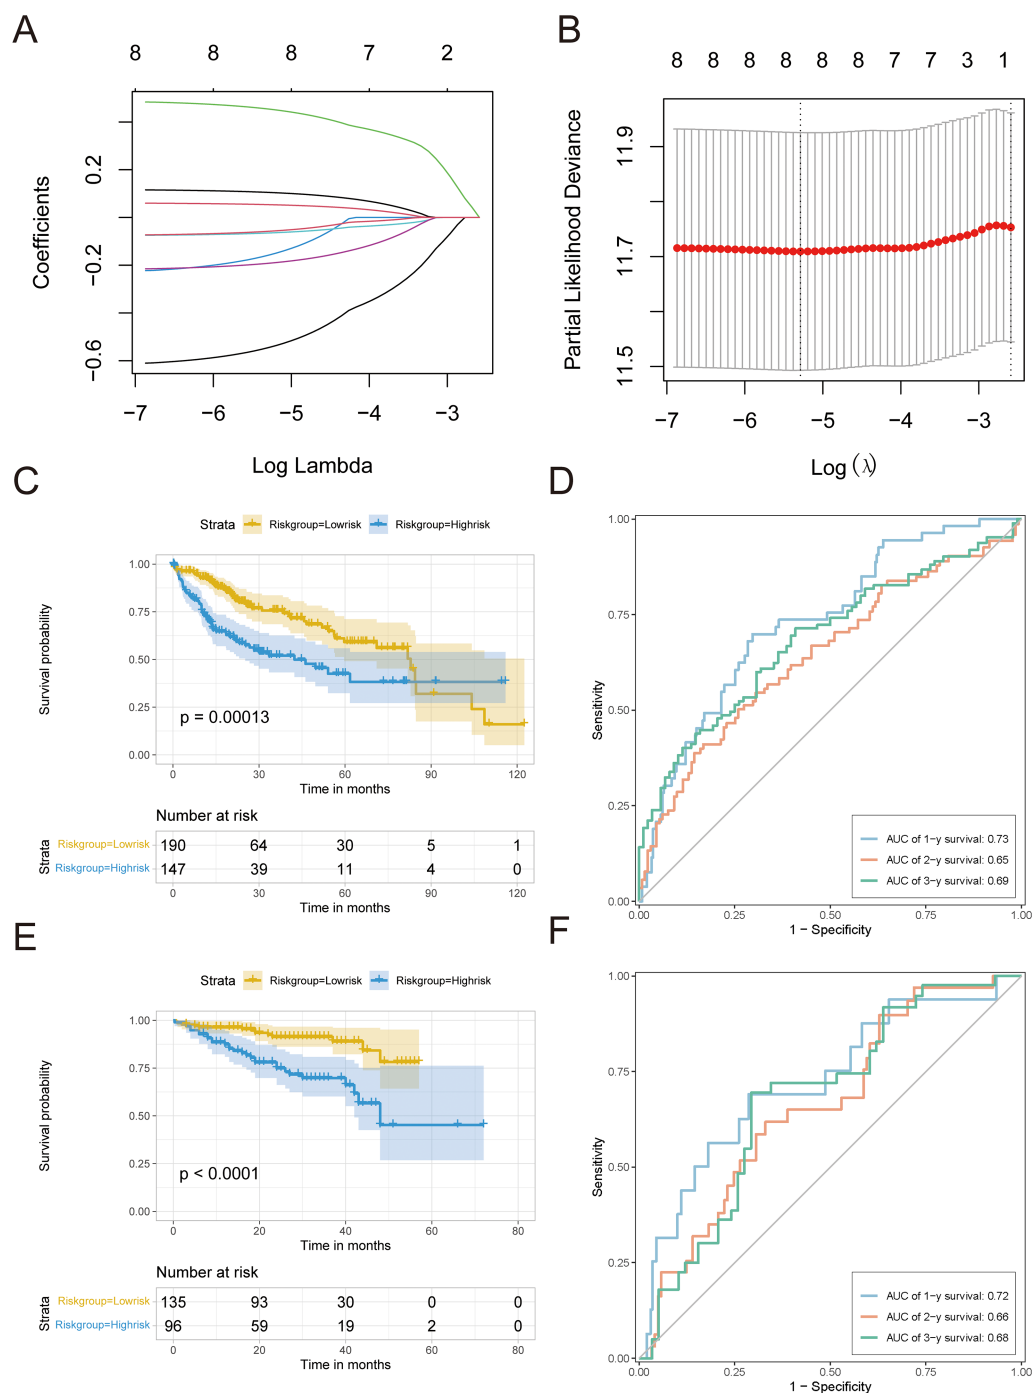 A
8 8 8 7 2
0.2
−0.2
−0.6
Coefficients
−7 −6 −5 −4 −3
Log Lambda
B
8 8 8 8 8 8 7 7 3 1
11.9
11.7
11.5
Partial Likelihood Deviance
−7 −6 −5 −4 −3
Log (λ)
C
Strata Riskgroup=Lowrisk Riskgroup=Highrisk
1.00
0.75
0.50
0.25
0.00
Survival probability
p = 0.00013
0 30 60 90 120
Time in months
Number at risk
Strata
Riskgroup=Lowrisk 190 64 30 5 1
Riskgroup=Highrisk 147 39 11 4 0
0 30 60 90 120
Time in months
D
1.00
0.75
0.50
0.25
0.00
Sensitivity
AUC of 1−y survival: 0.73
AUC of 2−y survival: 0.65
AUC of 3−y survival: 0.69
0.00 0.25 0.50 0.75 1.00
1 − Specificity
E
Strata Riskgroup=Lowrisk Riskgroup=Highrisk
1.00
0.75
0.50
0.25
0.00
Survival probability
p < 0.0001
0 20 40 60 80
Time in months
Number at risk
Strata
Riskgroup=Lowrisk 135 93 30 0 0
Riskgroup=Highrisk 96 59 19 2 0
0 20 40 60 80
Time in months
F
1.00
0.75
0.50
0.25
0.00
Sensitivity
AUC of 1−y survival: 0.72
AUC of 2−y survival: 0.66
AUC of 3−y survival: 0.68
0.00 0.25 0.50 0.75 1.00
1 − Specificity